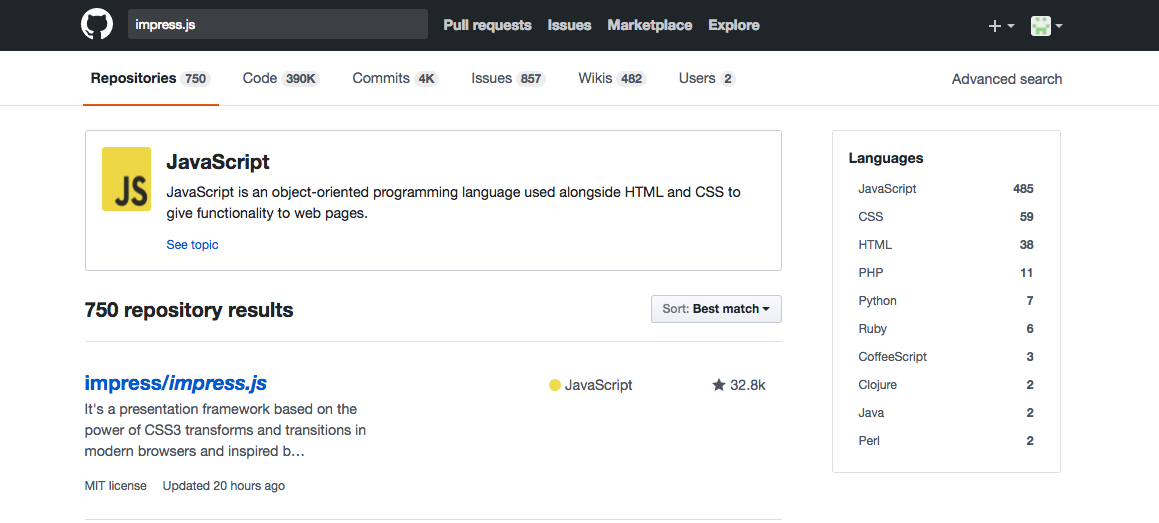 impress.js Pull requests Issues Marketplace Explore
Repositories 750 Code 390K Commits 4K Issues 857 Wikis 482 Users 2 Advanced search
JS
JavaScript
JavaScript is an object-oriented programming language used alongside HTML and CSS to
give functionality to web pages.
See topic
750 repository results
Sort: Best match
impress/impress.js
JavaScript
32.8k
It's a presentation framework based on the
power of CSS3 transforms and transitions in
modern browsers and inspired b…
MIT license Updated 20 hours ago
Languages
JavaScript 485
CSS 59
HTML 38
PHP 11
Python 7
Ruby 6
CoffeeScript 3
Clojure 2
Java 2
Perl 2